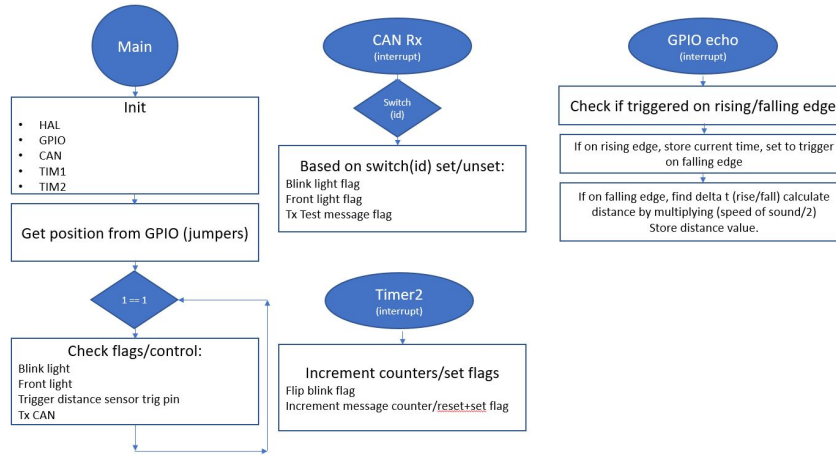 Main
Init
• HAL
• GPIO
• CAN
• TIM1
• TIM2
Get position from GPIO (jumpers)
1 == 1
Check flags/control:
Blink light
Front light
Trigger distance sensor trig pin
Tx CAN
CAN Rx
(interrupt)
Switch
(id)
Based on switch(id) set/unset:
Blink light flag
Front light flag
Tx Test message flag
Timer2
(interrupt)
Increment counters/set flags
Flip blink flag
Increment message counter/reset+set flag
GPIO echo
(interrupt)
Check if triggered on rising/falling edge
If on rising edge, store current time, set to trigger
on falling edge
If on falling edge, find delta t (rise/fall) calculate
distance by multiplying (speed of sound/2)
Store distance value.